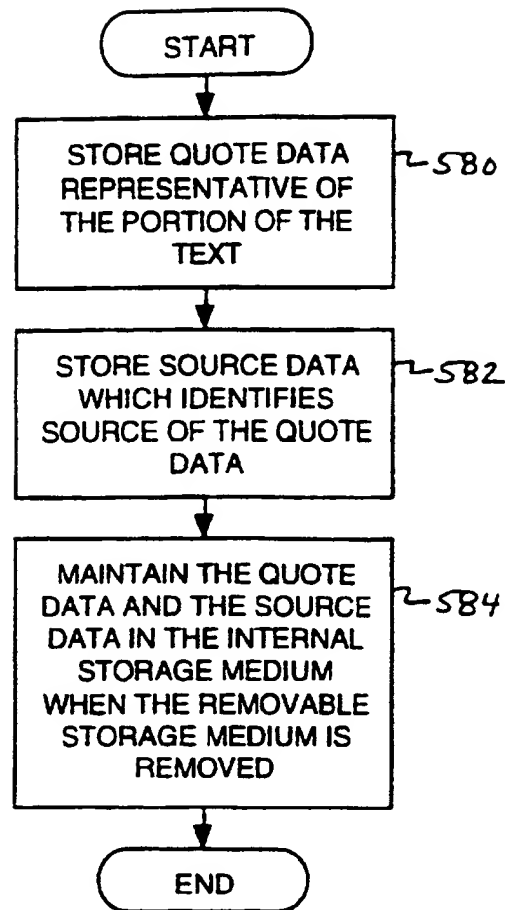 START
STORE QUOTE DATA
REPRESENTATIVE OF
THE PORTION OF THE
TEXT
580
STORE SOURCE DATA
WHICH IDENTIFIES
SOURCE OF THE QUOTE
DATA
582
MAINTAIN THE QUOTE
DATA AND THE SOURCE
DATA IN THE INTERNAL
STORAGE MEDIUM
WHEN THE REMOVABLE
STORAGE MEDIUM IS
REMOVED
584
END